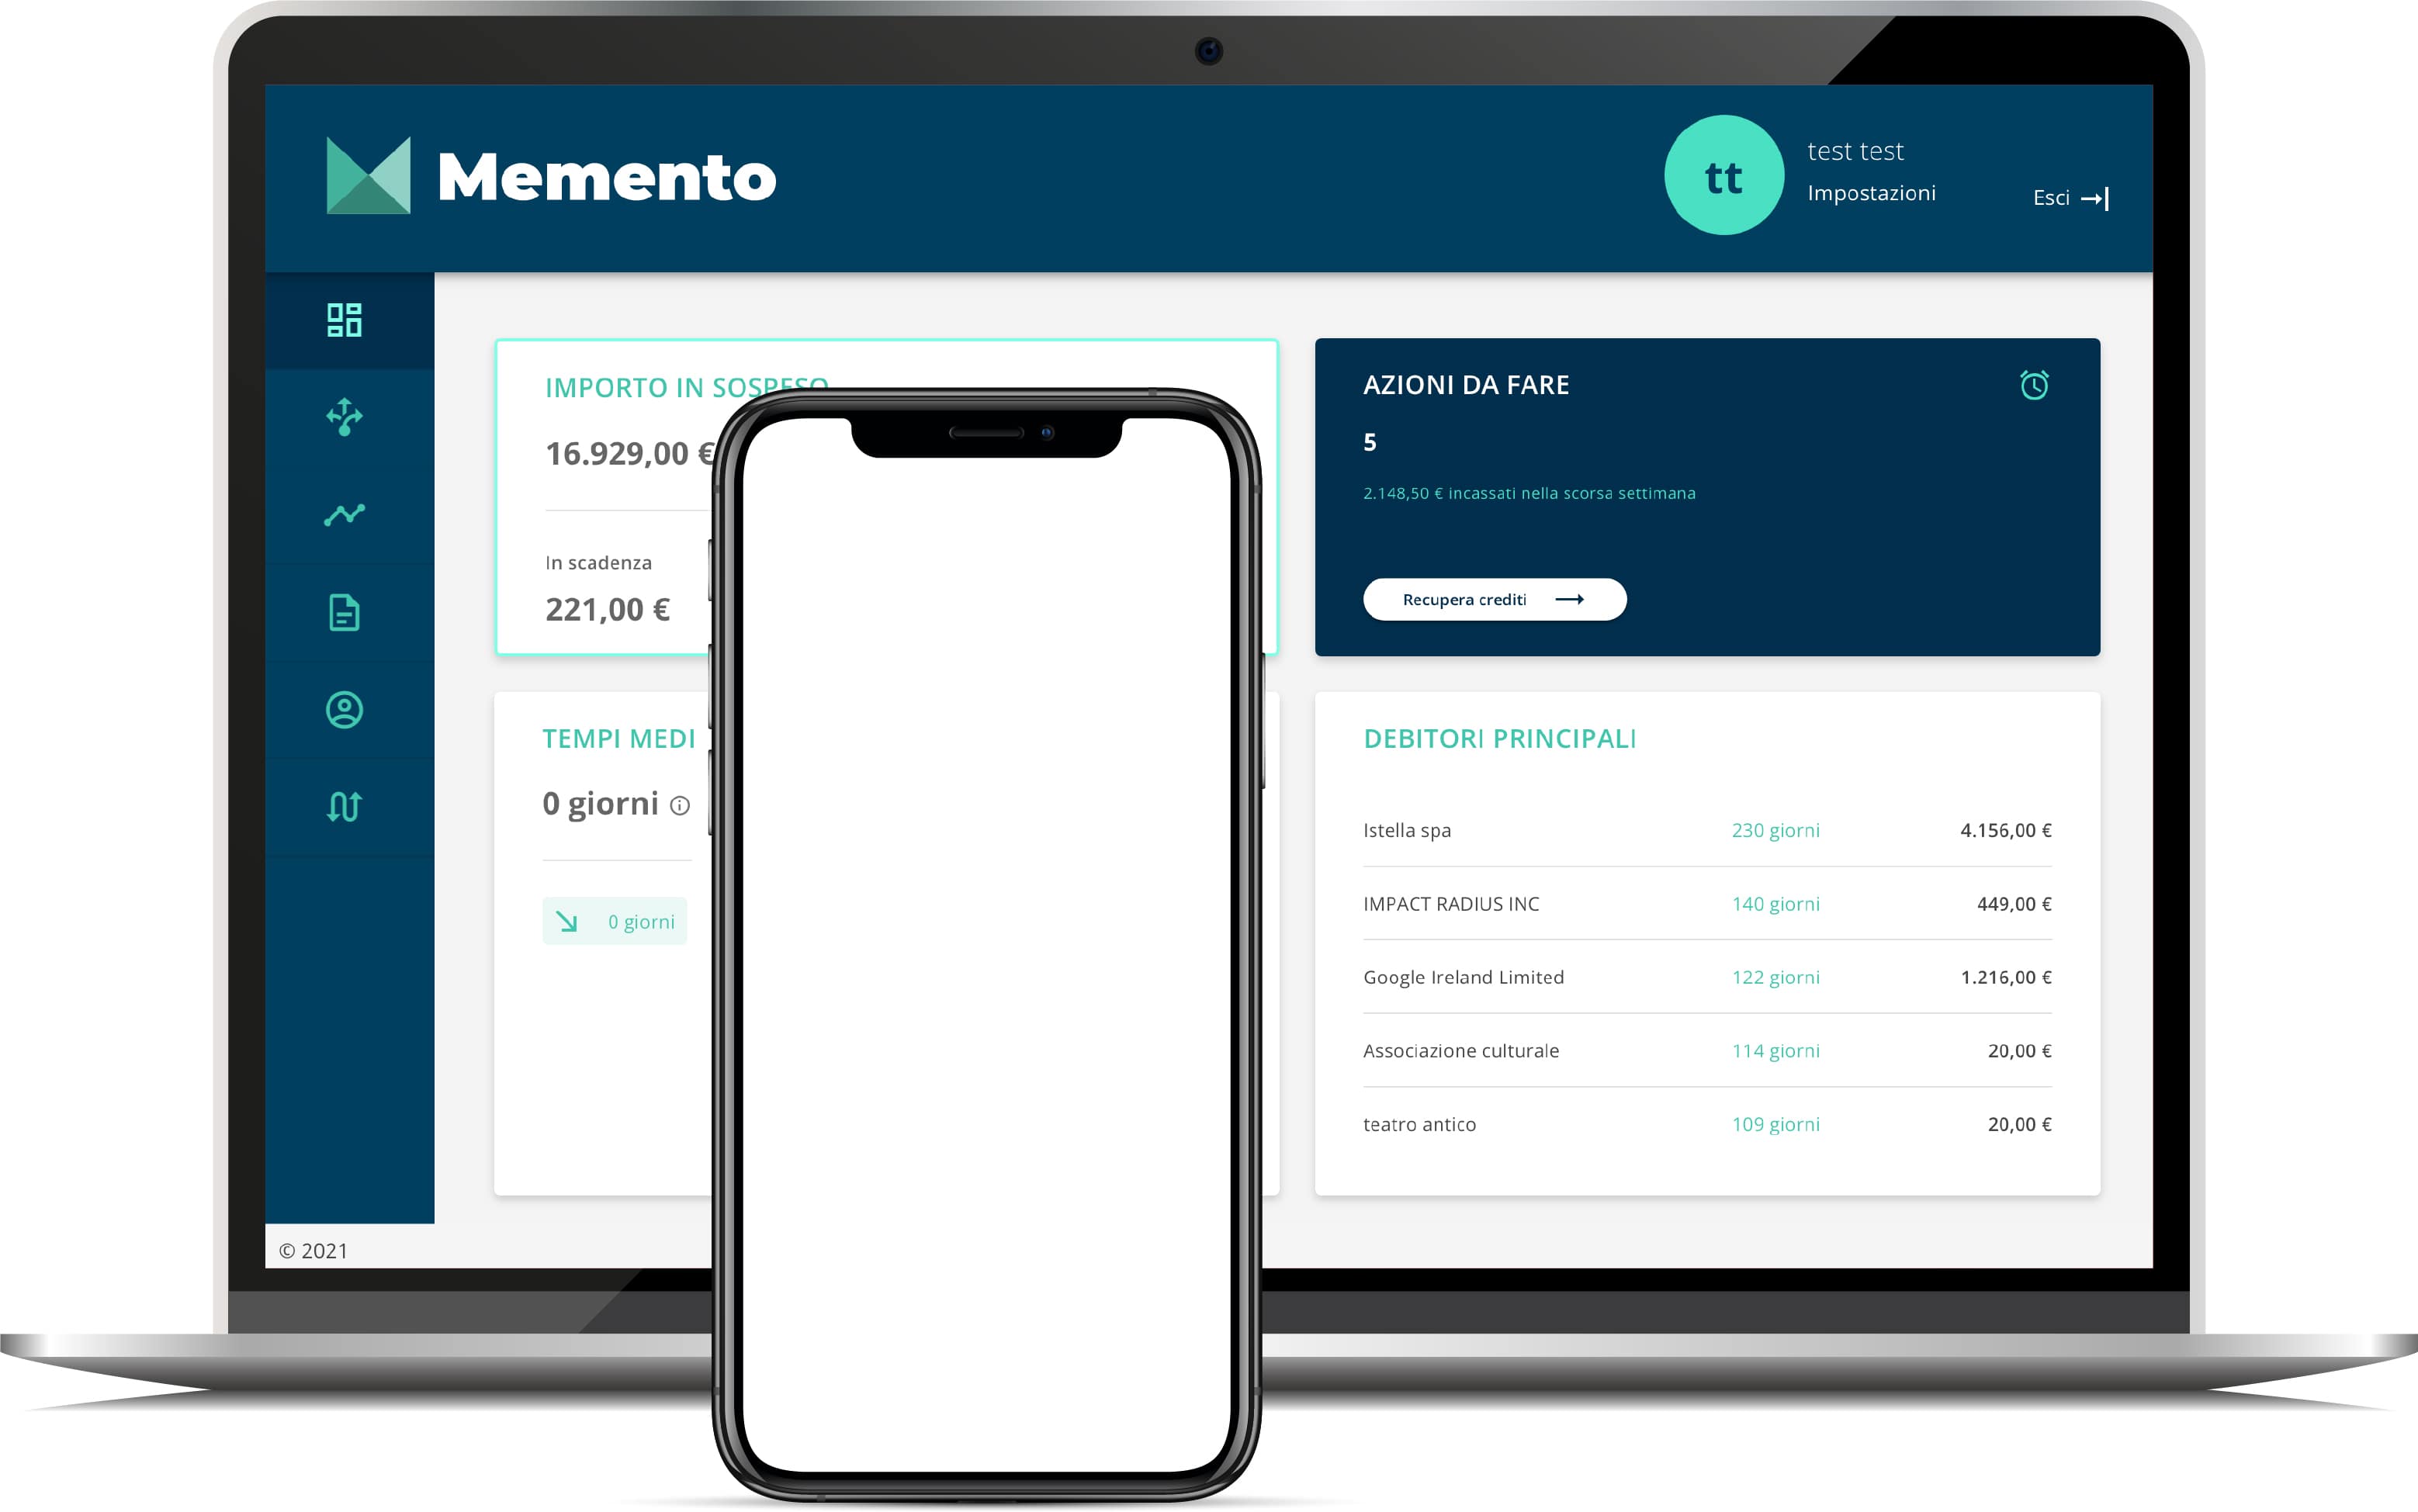 Memento
tt
test test
Impostazioni
Esci
IMPORTO IN SOSPESO
16.929,00 €
In scadenza
221,00 €
AZIONI DA FARE
5
2.148,50 € incassati nella scorsa settimana
Recupera crediti
TEMPI MEDI
0 giorni
0 giorni
DEBITORI PRINCIPALI
Istella spa 230 giorni 4.156,00 €
IMPACT RADIUS INC 140 giorni 449,00 €
Google Ireland Limited 122 giorni 1.216,00 €
Associazione culturale 114 giorni 20,00 €
teatro antico 109 giorni 20,00 €
© 2021